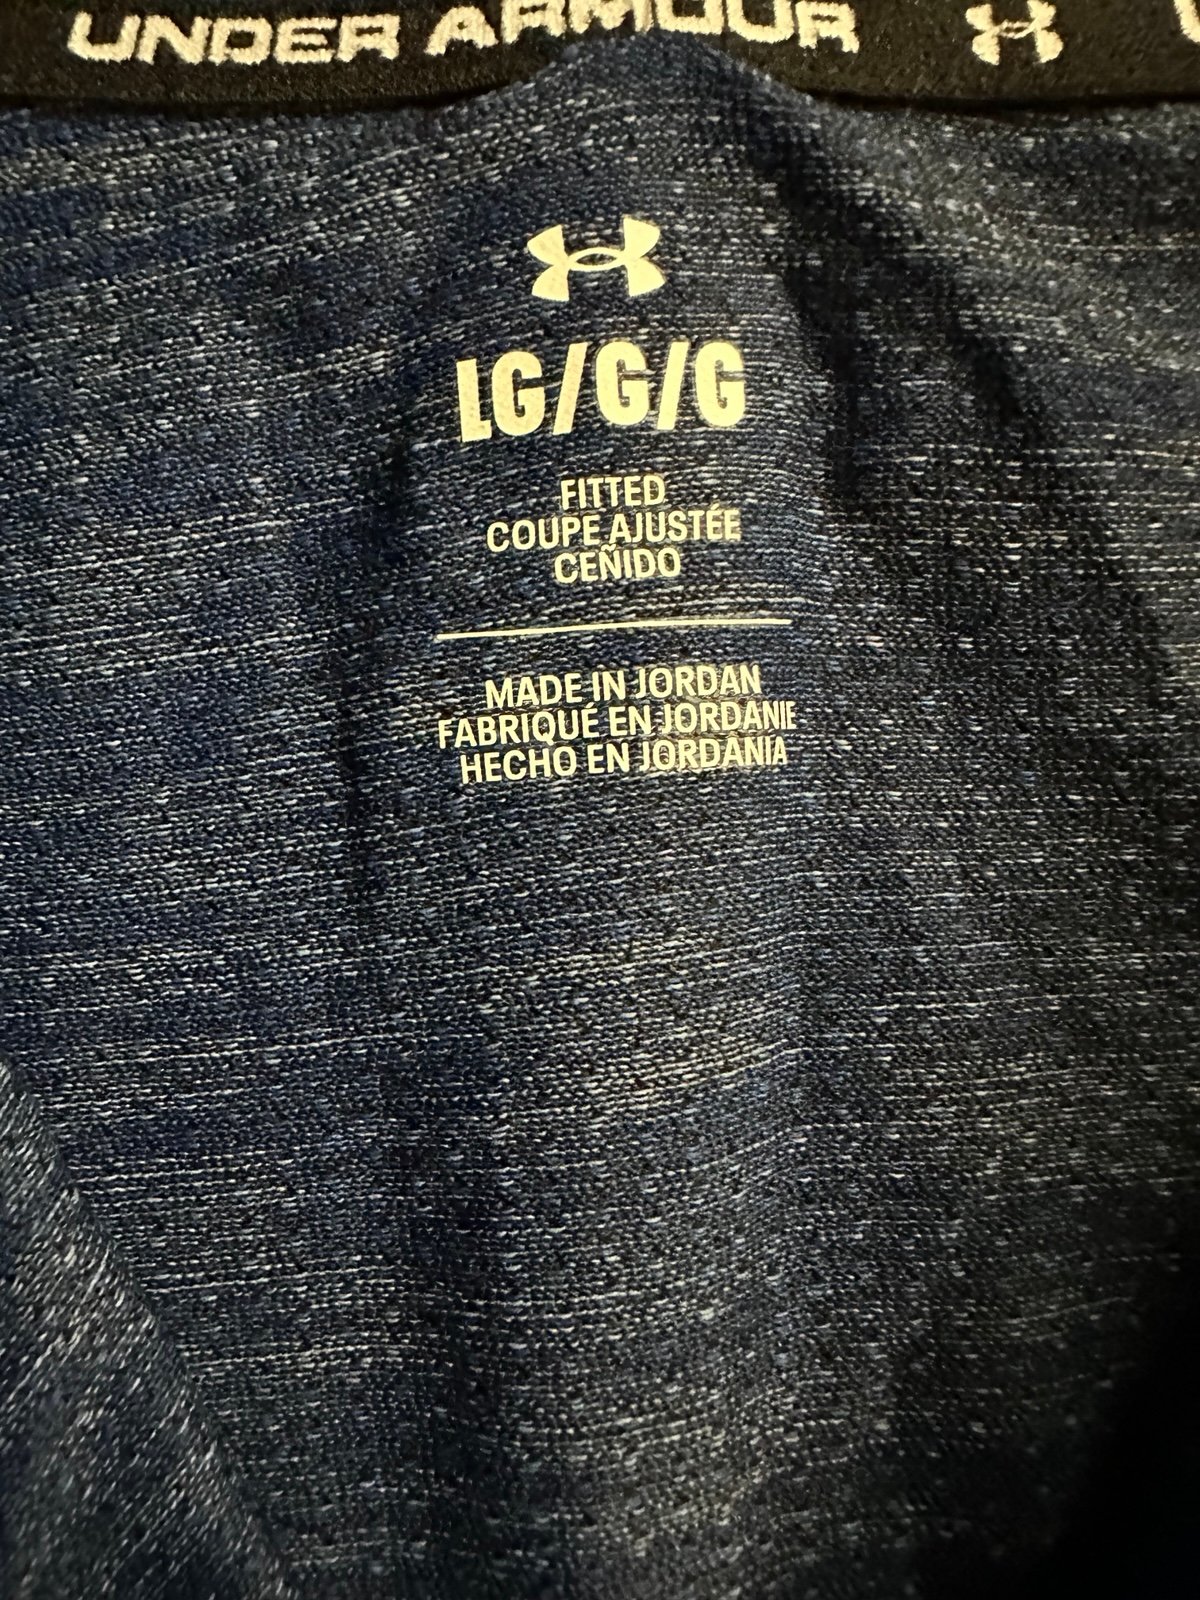 UNDER ARMOUR
LG/G/G
FITTED
COUPE AJUSTÉE
CEÑIDO
MADE IN JORDAN
FABRIQUÉ EN JORDANIE
HECHO EN JORDANIA